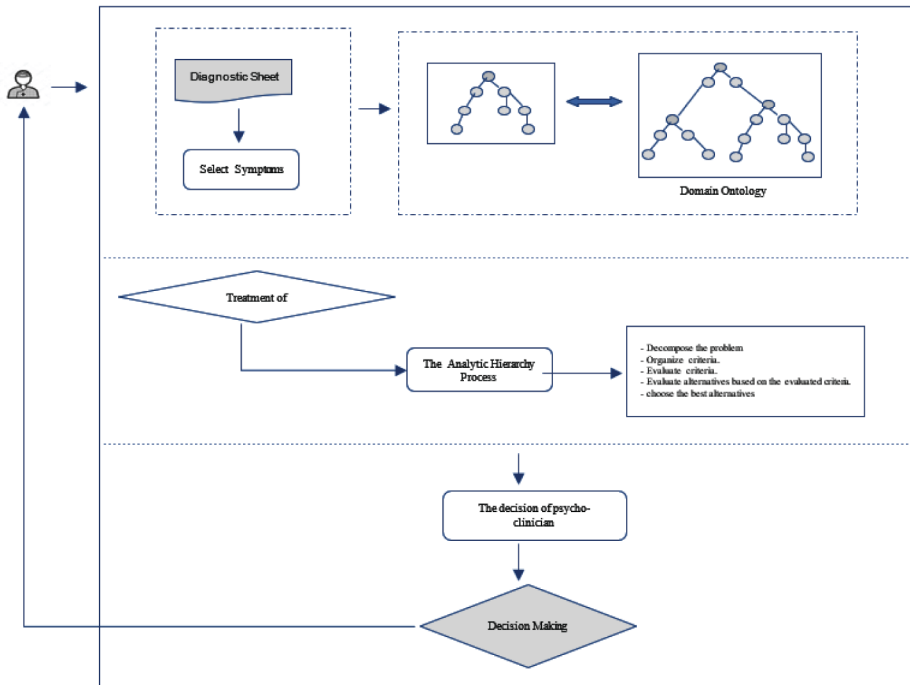 Diagnostic Sheet
Select Symptoms
Domain Ontology
Treatment of
The Analytic Hierarchy
Process
- Decompose the problem
- Organize criteria.
- Evaluate criteria.
- Evaluate alternatives based on the evaluated criteria.
- choose the best alternatives
The decision of psycho-
clinician
Decision Making